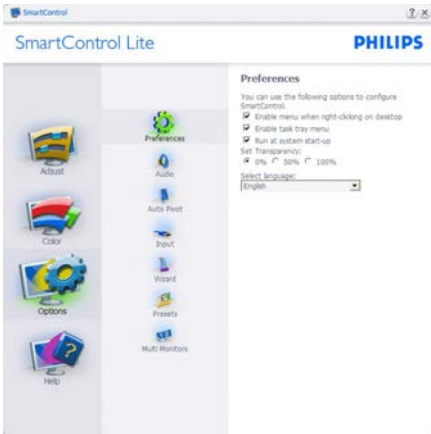 SmartControl
SmartControl Lite
PHILIPS
Adjust
Color
Options
Help
Preferences
Audio
Auto Pivot
Input
Wizard
Presets
Multi Monitors
Preferences
You can use the following options to configure
SmartControl.
Enable menu when right-clicking on desktop
Enable task tray menu
Run at system start-up
Set Transparency:
0% 50% 100%
Select language:
English